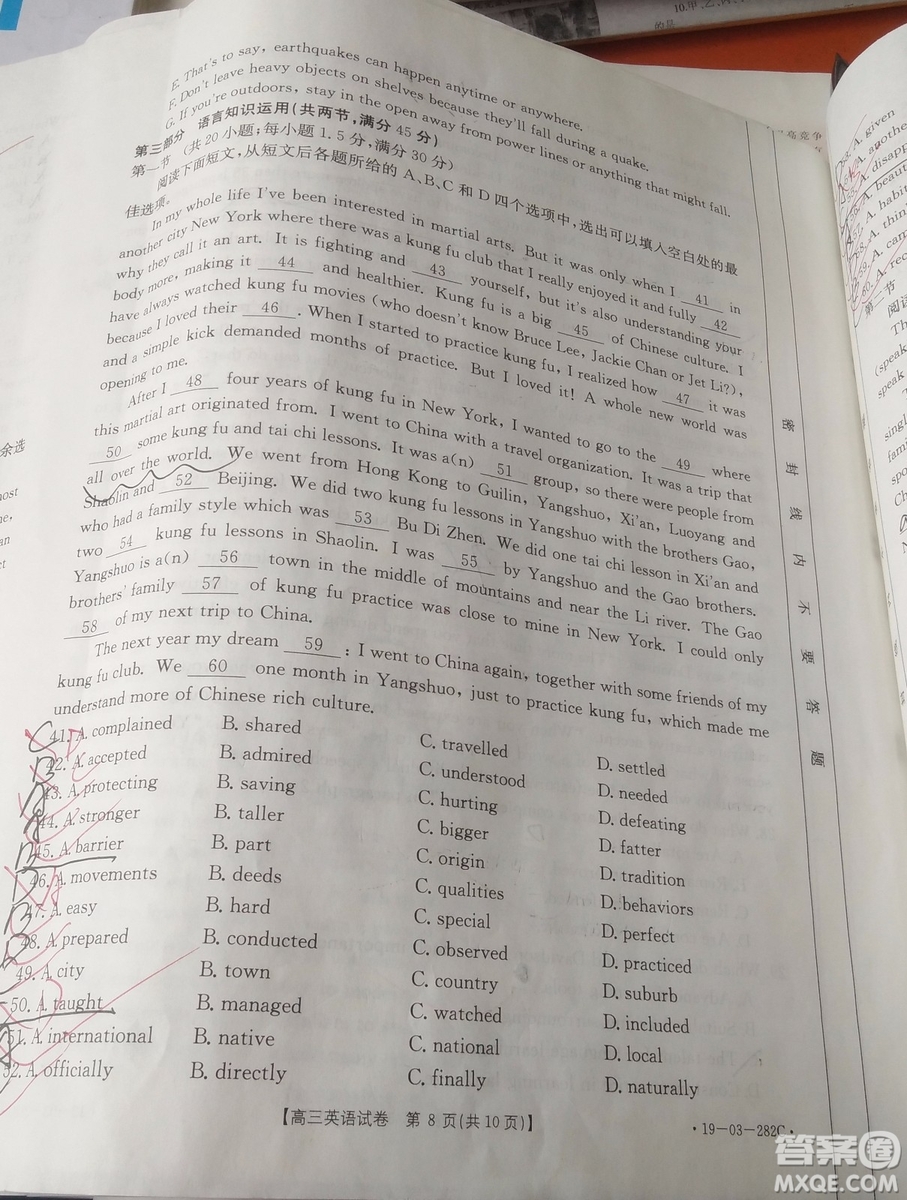 E. That's to say, earthquakes can happen anytime or anywhere.
F. Don't leave heavy objects on shelves because they'll fall during a quake.
G. If you're outdoors, stay in the open away from power lines or anything that might fall.
第三部分 语言知识运用(共两节,满分45分)
第一节 (共20小题;每小题1.5分,满分30分)
阅读下面短文,从短文后各题所给的A、B、C和D四个选项中,选出可以填入空白处的最
佳选项。
In my whole life I've been interested in martial arts. But it was only when I 41 in
another city New York where there was a kung fu club that I really enjoyed it and fully 42
why they call it an art. It is fighting and 43 yourself, but it's also understanding your
body more, making it 44 and healthier. Kung fu is a big 45 of Chinese culture. I
have always watched kung fu movies (who doesn't know Bruce Lee, Jackie Chan or Jet Li?),
because I loved their 46 . When I started to practice kung fu, I realized how 47 it was
and a simple kick demanded months of practice. But I loved it! A whole new world was
opening to me.
After I 48 four years of kung fu in New York, I wanted to go to the 49 where
this martial art originated from. I went to China with a travel organization. It was a trip that
50 some kung fu and tai chi lessons. It was a(n) 51 group, so there were people from
all over the world. We went from Hong Kong to Guilin, Yangshuo, Xi'an, Luoyang and
Shaolin and 52 Beijing. We did two kung fu lessons in Yangshuo with the brothers Gao,
who had a family style which was 53 Bu Di Zhen. We did one tai chi lesson in Xi'an and
two 54 kung fu lessons in Shaolin. I was 55 by Yangshuo and the Gao brothers.
Yangshuo is a(n) 56 town in the middle of mountains and near the Li river. The Gao
brothers' family 57 of kung fu practice was close to mine in New York. I could only
58 of my next trip to China.
The next year my dream 59 : I went to China again, together with some friends of my
kung fu club. We 60 one month in Yangshuo, just to practice kung fu, which made me
understand more of Chinese rich culture.
41. A. complained B. shared C. travelled D. settled
42. A. accepted B. admired C. understood D. needed
43. A. protecting B. saving C. hurting D. defeating
44. A. stronger B. taller C. bigger D. fatter
45. A. barrier B. part C. origin D. tradition
46. A. movements B. deeds C. qualities D. behaviors
47. A. easy B. hard C. special D. perfect
48. A. prepared B. conducted C. observed D. practiced
49. A. city B. town C. country D. suburb
50. A. taught B. managed C. watched D. included
51. A. international B. native C. national D. local
52. A. officially B. directly C. finally D. naturally
【高三英语试卷 第8页(共10页)】
·19-03-282C·
密封线内不要答题
A. given
A. another
A. habit
A. thin
第二节
speak
speak
答案圈
MXQE.COM